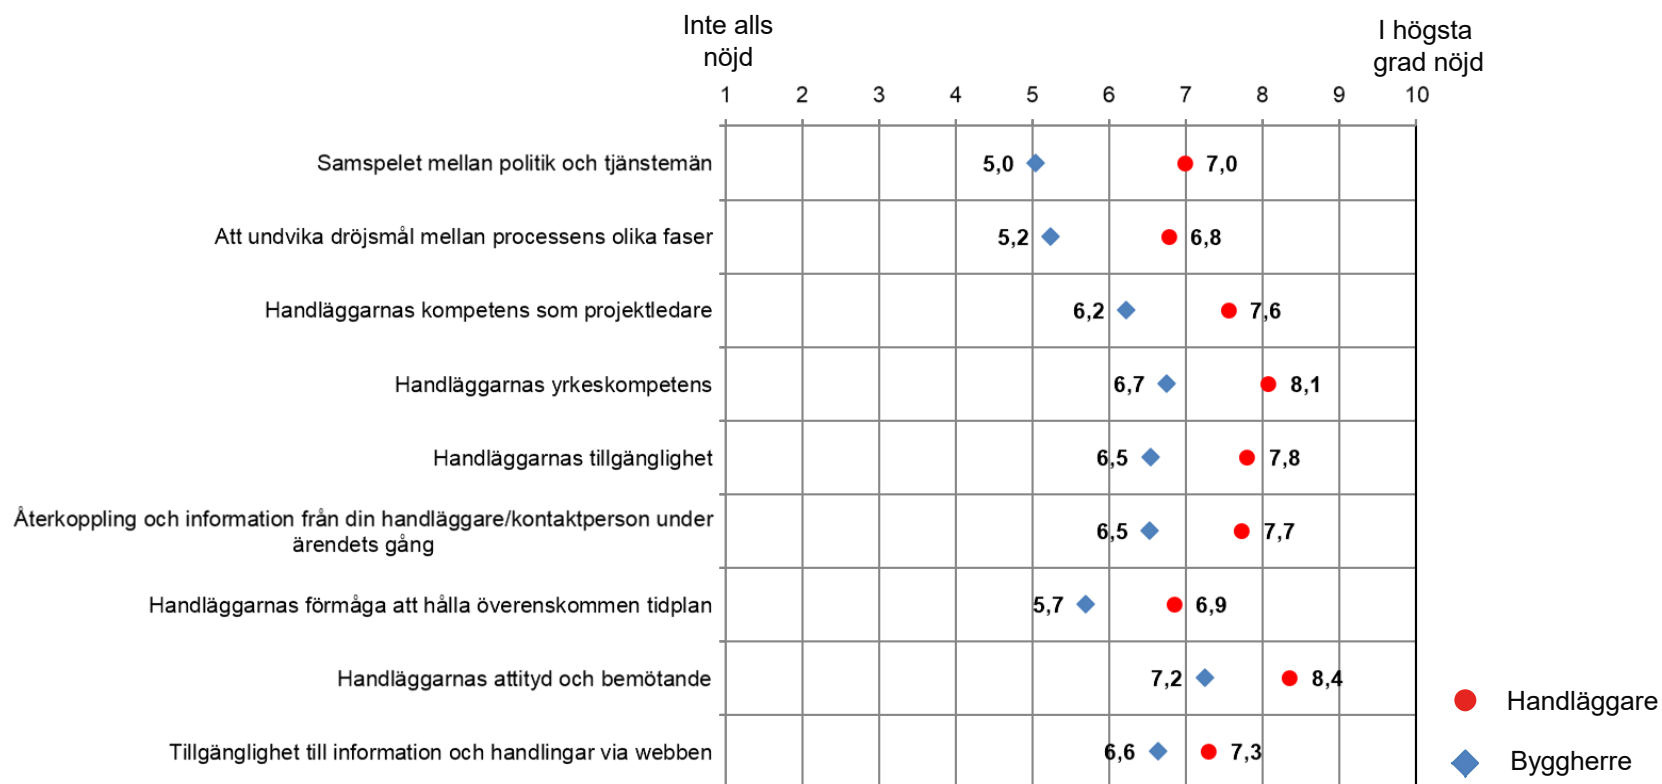 Inte alls
nöjd
I högsta
grad nöjd
1 2 3 4 5 6 7 8 9 10
Samspelet mellan politik och tjänstemän 5,0 7,0
Att undvika dröjsmål mellan processens olika faser 5,2 6,8
Handläggarnas kompetens som projektledare 6,2 7,6
Handläggarnas yrkeskompetens 6,7 8,1
Handläggarnas tillgänglighet 6,5 7,8
Återkoppling och information från din handläggare/kontaktperson under
ärendets gång 6,5 7,7
Handläggarnas förmåga att hålla överenskommen tidplan 5,7 6,9
Handläggarnas attityd och bemötande 7,2 8,4
Tillgänglighet till information och handlingar via webben 6,6 7,3
Handläggare
Byggherre